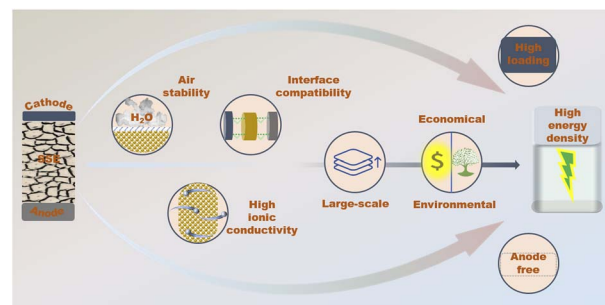 Cathode
SSE
Anode
Air
stability
H₂O
Interface
compatibility
High
ionic
conductivity
Large-scale
Economical
$
Environmental
High
loading
High
energy
density
Anode
free